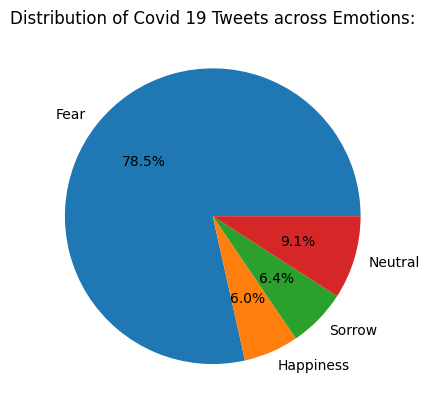 Distribution of Covid 19 Tweets across Emotions:
Fear
78.5%
9.1%
Neutral
6.4%
6.0%
Sorrow
Happiness